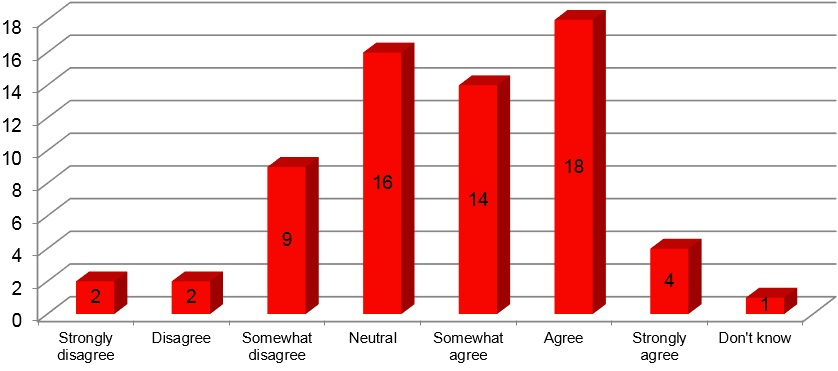 18
16
14
12
10
8
6
4
2
0
2
2
9
16
14
18
4
1
Strongly disagree
Disagree
Somewhat disagree
Neutral
Somewhat agree
Agree
Strongly agree
Don't know